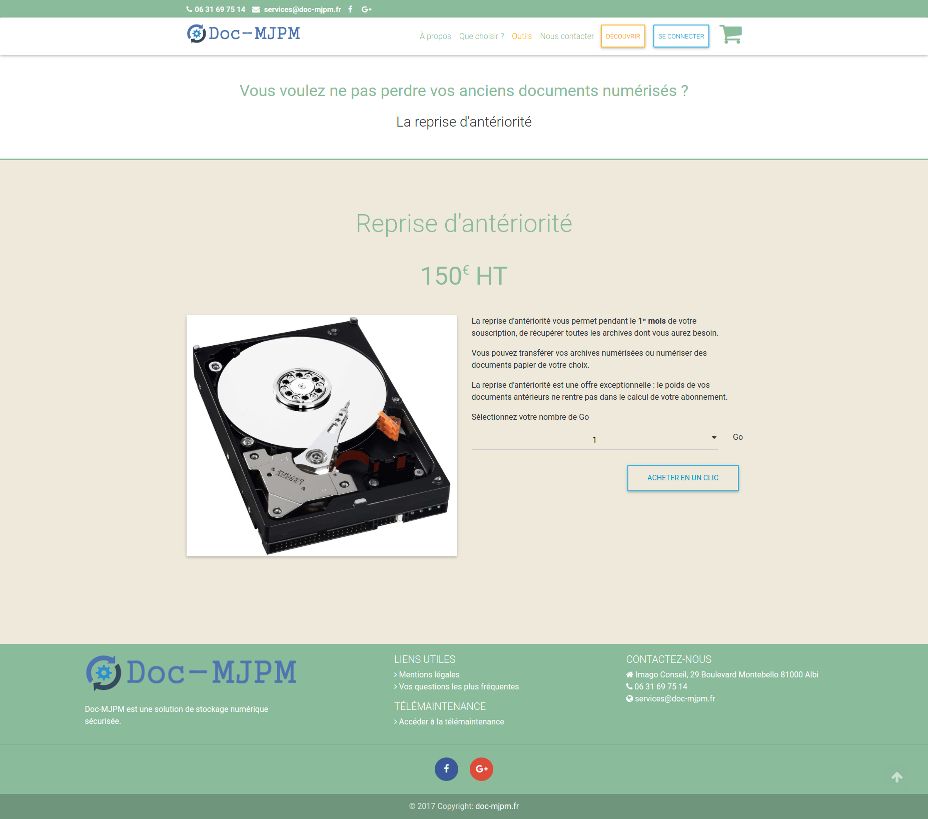 06 31 69 75 14 services@doc-mjpm.fr
Doc-MJPM
À propos Que choisir ? Outils Nous contacter DÉCOUVRIR SE CONNECTER
Vous voulez ne pas perdre vos anciens documents numérisés ?
La reprise d'antériorité
Reprise d'antériorité
150€ HT
La reprise d'antériorité vous permet pendant le 1er mois de votre
souscription, de récupérer toutes les archives dont vous aurez besoin.
Vous pouvez transférer vos archives numérisées ou numériser des
documents papier de votre choix.
La reprise d'antériorité est une offre exceptionnelle : le poids de vos
documents antérieurs ne rentre pas dans le calcul de votre abonnement.
Sélectionnez votre nombre de Go
1 Go
ACHETER EN UN CLIC
Doc-MJPM
Doc-MJPM est une solution de stockage numérique
sécurisée.
LIENS UTILES
Mentions légales
Vos questions les plus fréquentes
TÉLÉMAINTENANCE
Accéder à la télémaintenance
CONTACTEZ-NOUS
Imago Conseil, 29 Boulevard Montebello 81000 Albi
06 31 69 75 14
services@doc-mjpm.fr
© 2017 Copyright: doc-mjpm.fr